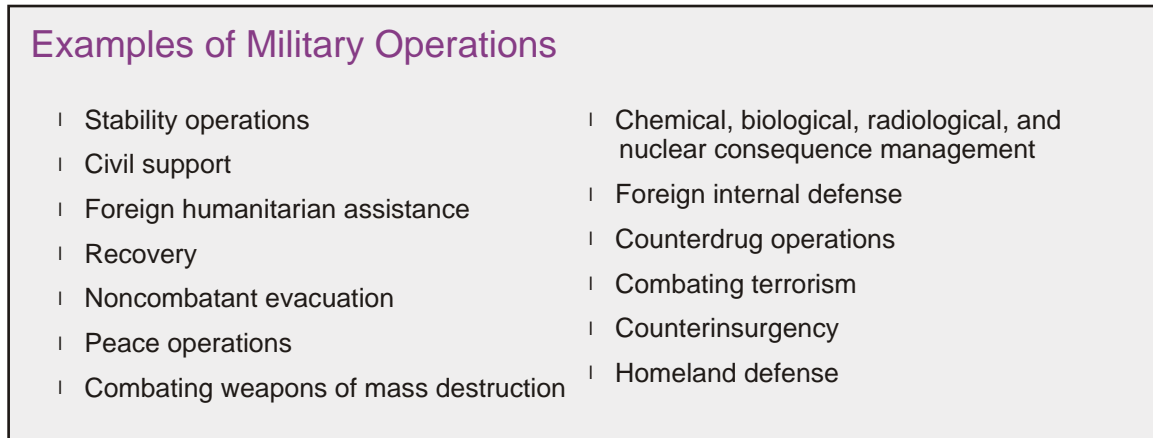 Examples of Military Operations
l Stability operations
l Civil support
l Foreign humanitarian assistance
l Recovery
l Noncombatant evacuation
l Peace operations
l Combating weapons of mass destruction
l Chemical, biological, radiological, and
nuclear consequence management
l Foreign internal defense
l Counterdrug operations
l Combating terrorism
l Counterinsurgency
l Homeland defense